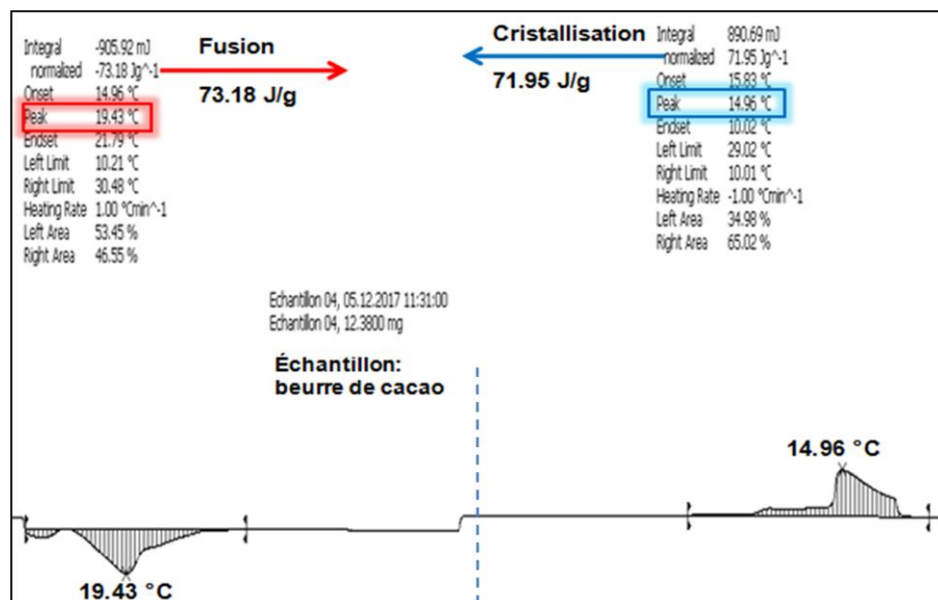 Integral -905.92 mJ
normalized -73.18 Jg^-1
Onset 14.96 °C
Peak 19.43 °C
Endset 21.79 °C
Left Limit 10.21 °C
Right Limit 30.48 °C
Heating Rate 1.00 °Cmin^-1
Left Area 53.45 %
Right Area 46.55 %
Fusion
73.18 J/g
Cristallisation
71.95 J/g
Integral 890.69 mJ
normalized 71.95 Jg^-1
Onset 15.83 °C
Peak 14.96 °C
Endset 10.02 °C
Left Limit 29.02 °C
Right Limit 10.01 °C
Heating Rate -1.00 °Cmin^-1
Left Area 34.98 %
Right Area 65.02 %
Echantillon 04, 05.12.2017 11:31:00
Echantillon 04, 12.3800 mg
Échantillon:
beurre de cacao
14.96 °C
19.43 °C